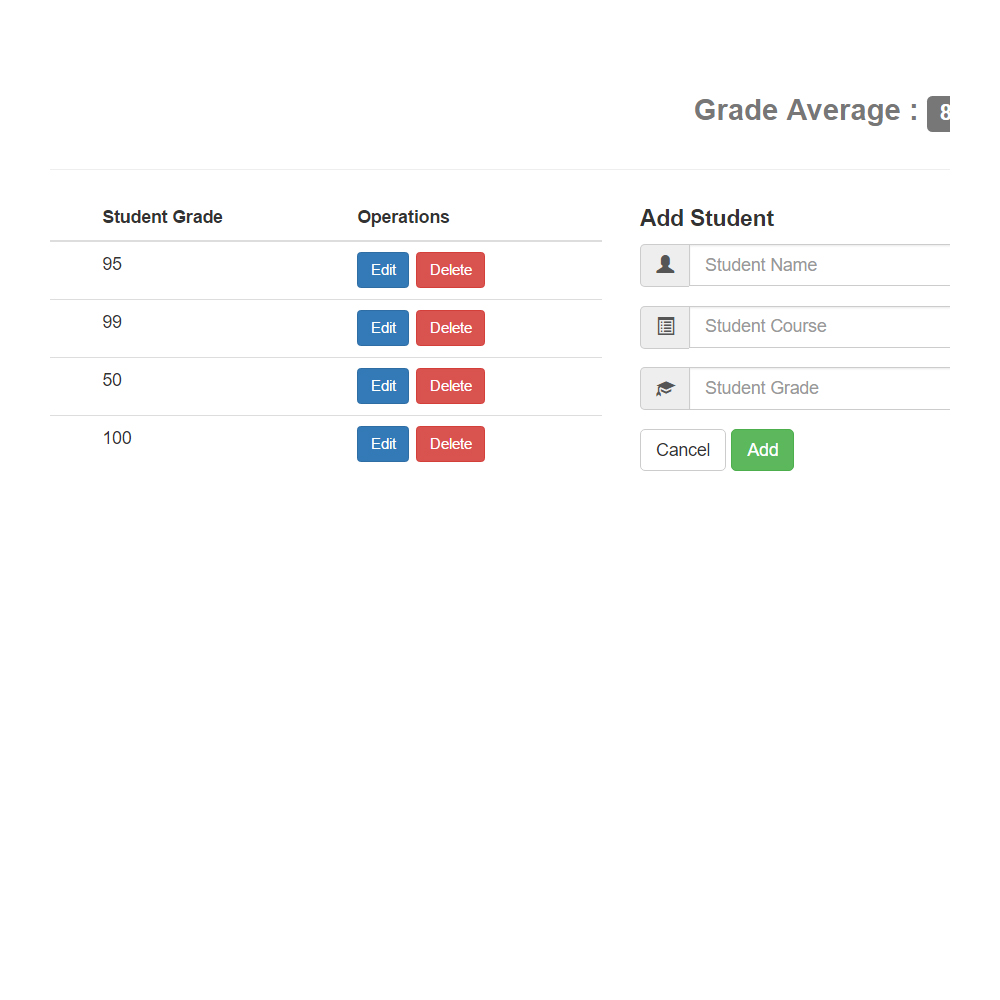 Grade Average : 8
Student Grade Operations
95 Edit Delete
99 Edit Delete
50 Edit Delete
100 Edit Delete
Add Student
Student Name
Student Course
Student Grade
Cancel Add